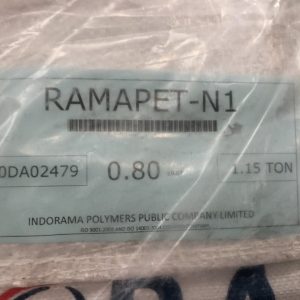 RAMAPET-N1
0DA02479 0.80 1.15 TON
INDORAMA POLYMERS PUBLIC COMPANY LIMITED